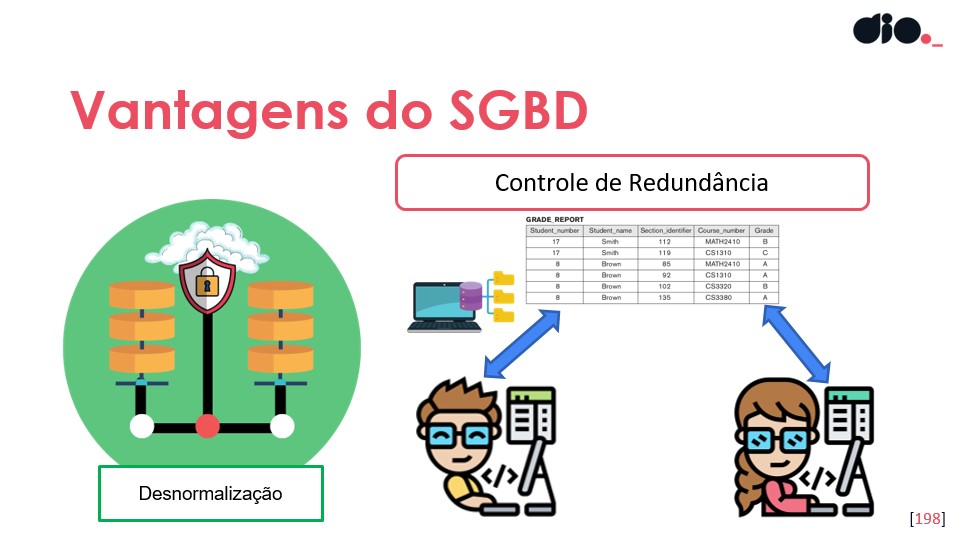 dio._
Vantagens do SGBD
Controle de Redundância
GRADE_REPORT
Student_number Student_name Section_identifier Course_number Grade
17 Smith 112 MATH2410 B
17 Smith 119 CS1310 C
8 Brown 85 MATH2410 A
8 Brown 92 CS1310 A
8 Brown 102 CS3320 B
8 Brown 135 CS3380 A
</> </>
Desnormalização
[198]